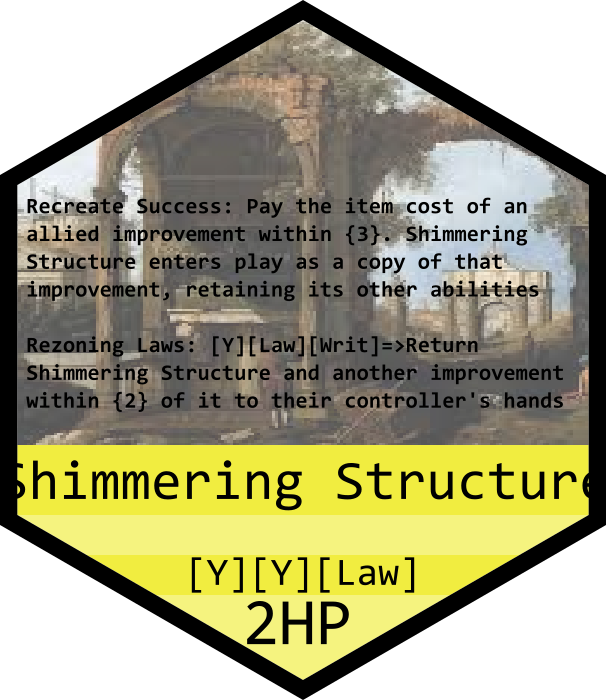 Recreate Success: Pay the item cost of an
allied improvement within {3}. Shimmering
Structure enters play as a copy of that
improvement, retaining its other abilities
Rezoning Laws: [Y][Law][Writ]=>Return
Shimmering Structure and another improvement
within {2} of it to their controller's hands
Shimmering Structure
[Y][Y][Law]
2HP